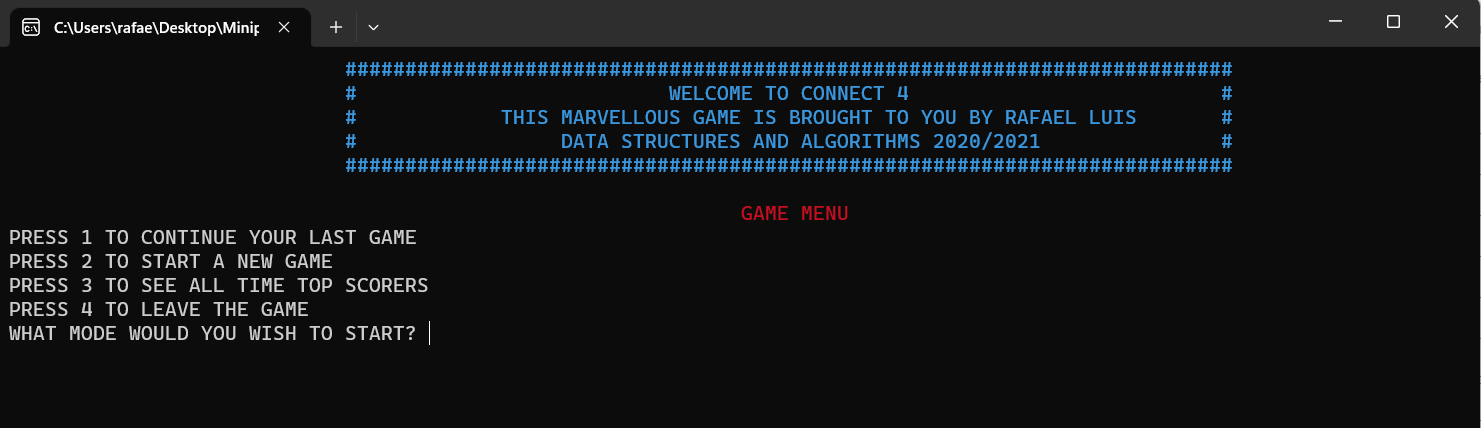 C:\Users\rafae\Desktop\Minip
##########################################################################
# WELCOME TO CONNECT 4 #
# THIS MARVELLOUS GAME IS BROUGHT TO YOU BY RAFAEL LUIS #
# DATA STRUCTURES AND ALGORITHMS 2020/2021 #
##########################################################################
GAME MENU
PRESS 1 TO CONTINUE YOUR LAST GAME
PRESS 2 TO START A NEW GAME
PRESS 3 TO SEE ALL TIME TOP SCORERS
PRESS 4 TO LEAVE THE GAME
WHAT MODE WOULD YOU WISH TO START?